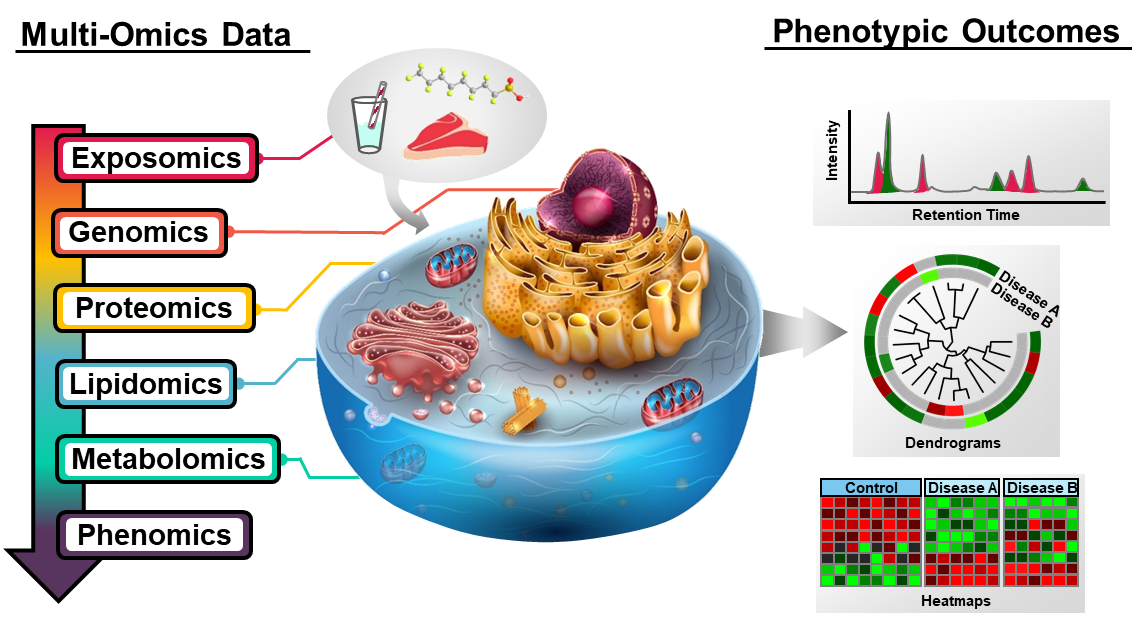 Multi-Omics Data
Phenotypic Outcomes
Exposomics
Genomics
Proteomics
Lipidomics
Metabolomics
Phenomics
Intensity
Retention Time
Disease A
Disease B
Dendrograms
Control
Disease A
Disease B
Heatmaps